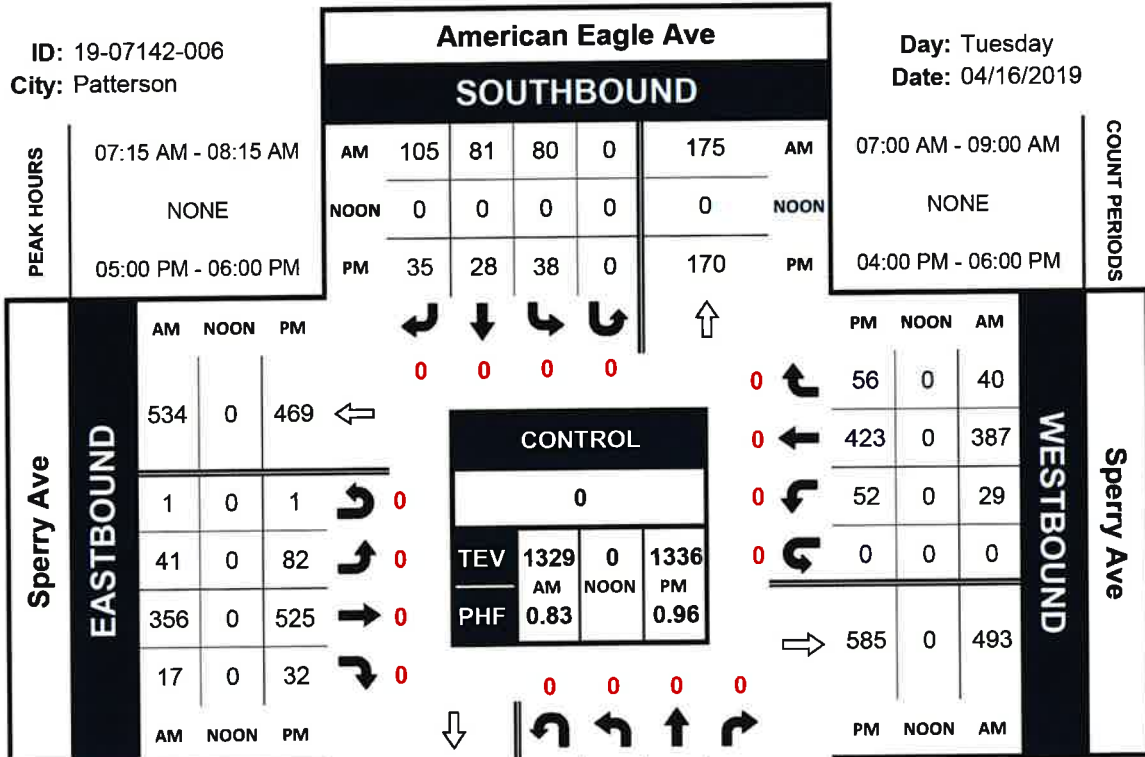 ID: 19-07142-006
City: Patterson
American Eagle Ave
SOUTHBOUND
Day: Tuesday
Date: 04/16/2019
PEAK HOURS
07:15 AM - 08:15 AM
NONE
05:00 PM - 06:00 PM
AM 105 81 80 0 175 AM
NOON 0 0 0 0 0 NOON
PM 35 28 38 0 170 PM
07:00 AM - 09:00 AM
NONE
04:00 PM - 06:00 PM
COUNT PERIODS
0 0 0 0
Sperry Ave
EASTBOUND
AM NOON PM
534 0 469
1 0 1 0
41 0 82 0
356 0 525 0
17 0 32 0
AM NOON PM
CONTROL
0
TEV 1329 0 1336
AM NOON PM
PHF 0.83 0.96
PM NOON AM
0 56 0 40
0 423 0 387
0 52 0 29
0 0 0 0
585 0 493
PM NOON AM
WESTBOUND
Sperry Ave
0 0 0 0